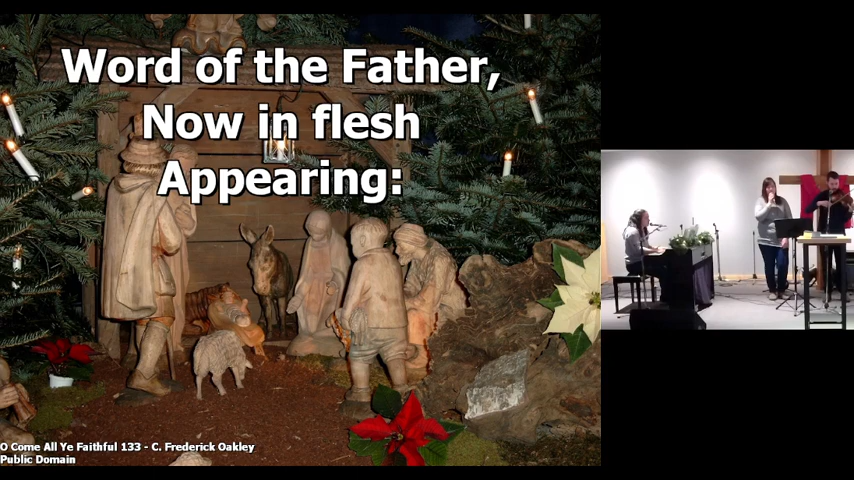 Word of the Father,
Now in flesh
Appearing:
O Come All Ye Faithful 133 - C. Frederick Oakley
Public Domain